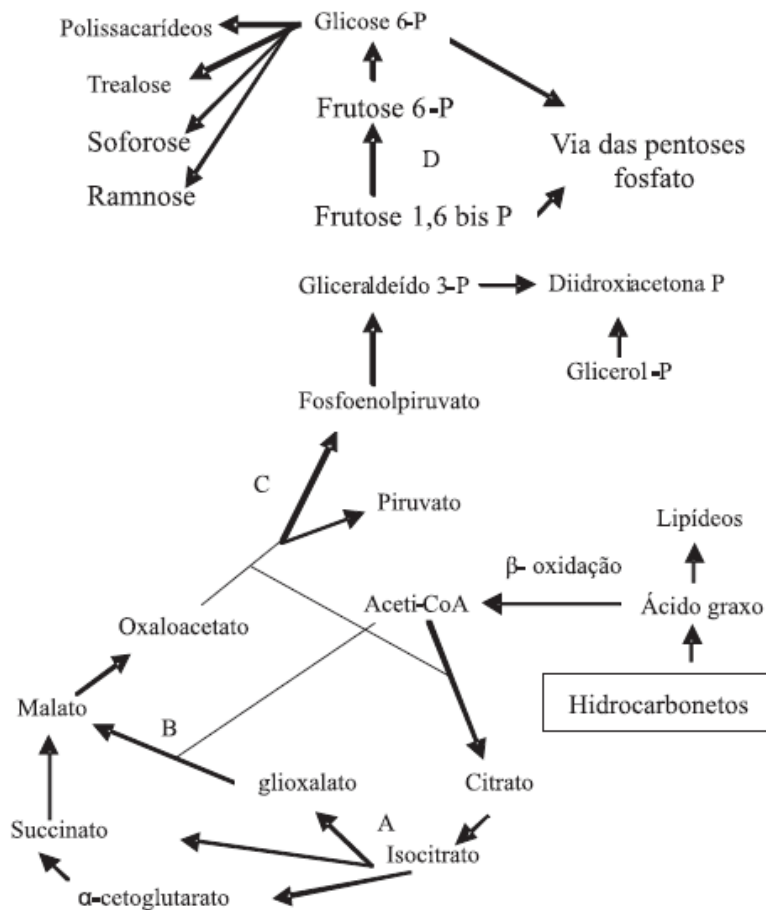 Polissacarídeos
Glicose 6-P
Trealose
Frutose 6-P
Soforose
D
Via das pentoses
fosfato
Ramnose
Frutose 1,6 bis P
Gliceraldeído 3-P
Diidroxiacetona P
Glicerol-P
Fosfoenolpiruvato
C
Piruvato
Lipídeos
β- oxidação
Aceti-CoA
Ácido graxo
Oxaloacetato
Hidrocarbonetos
Malato
B
glioxalato
Citrato
Succinato
A
Isocitrato
α-cetoglutarato